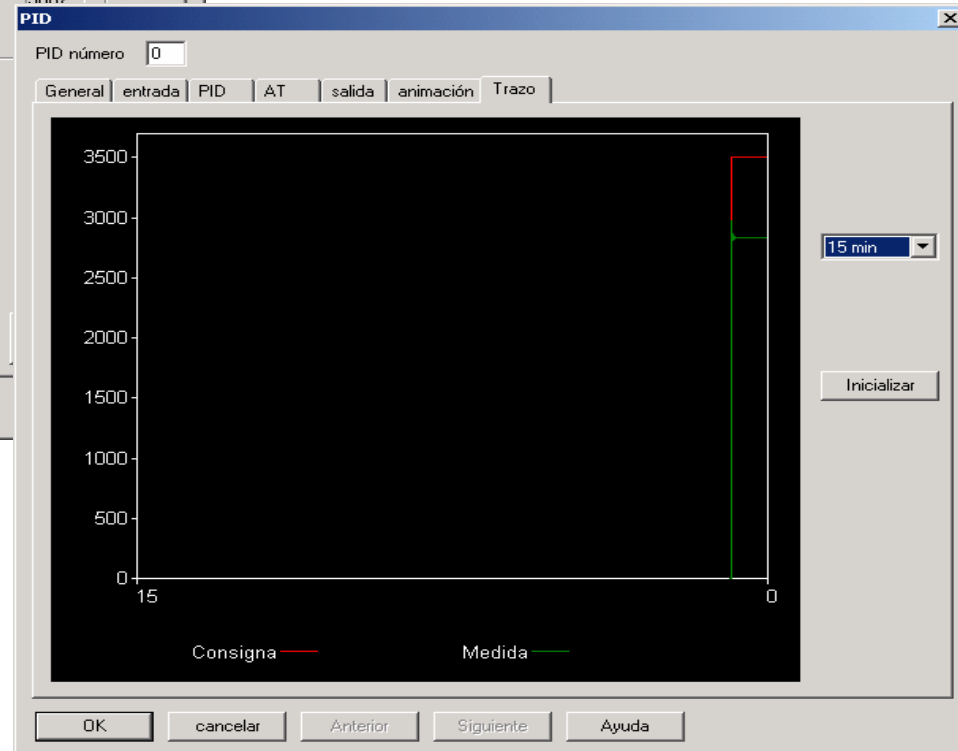 PID
PID número 0
General entrada PID AT salida animación Trazo
3500
3000
2500
2000
1500
1000
500
0
15 0
Consigna Medida
15 min
Inicializar
OK cancelar Anterior Siguiente Ayuda